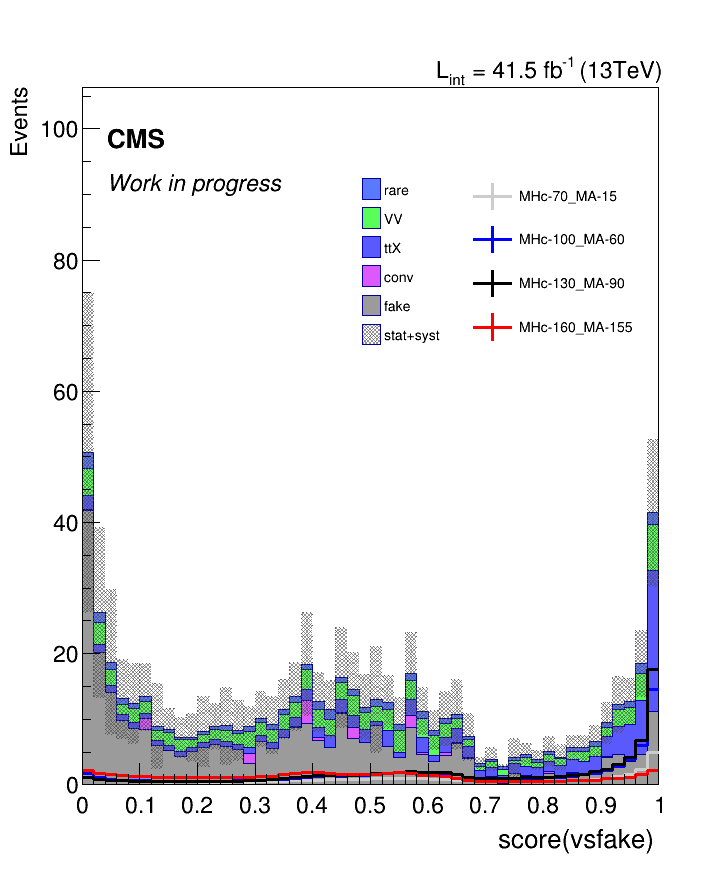 L_int = 41.5 fb^-1 (13TeV)
Events
CMS
Work in progress
rare
VV
ttX
conv
fake
stat+syst
MHc-70_MA-15
MHc-100_MA-60
MHc-130_MA-90
MHc-160_MA-155
100
80
60
40
20
0
0 0.1 0.2 0.3 0.4 0.5 0.6 0.7 0.8 0.9 1
score(vsfake)